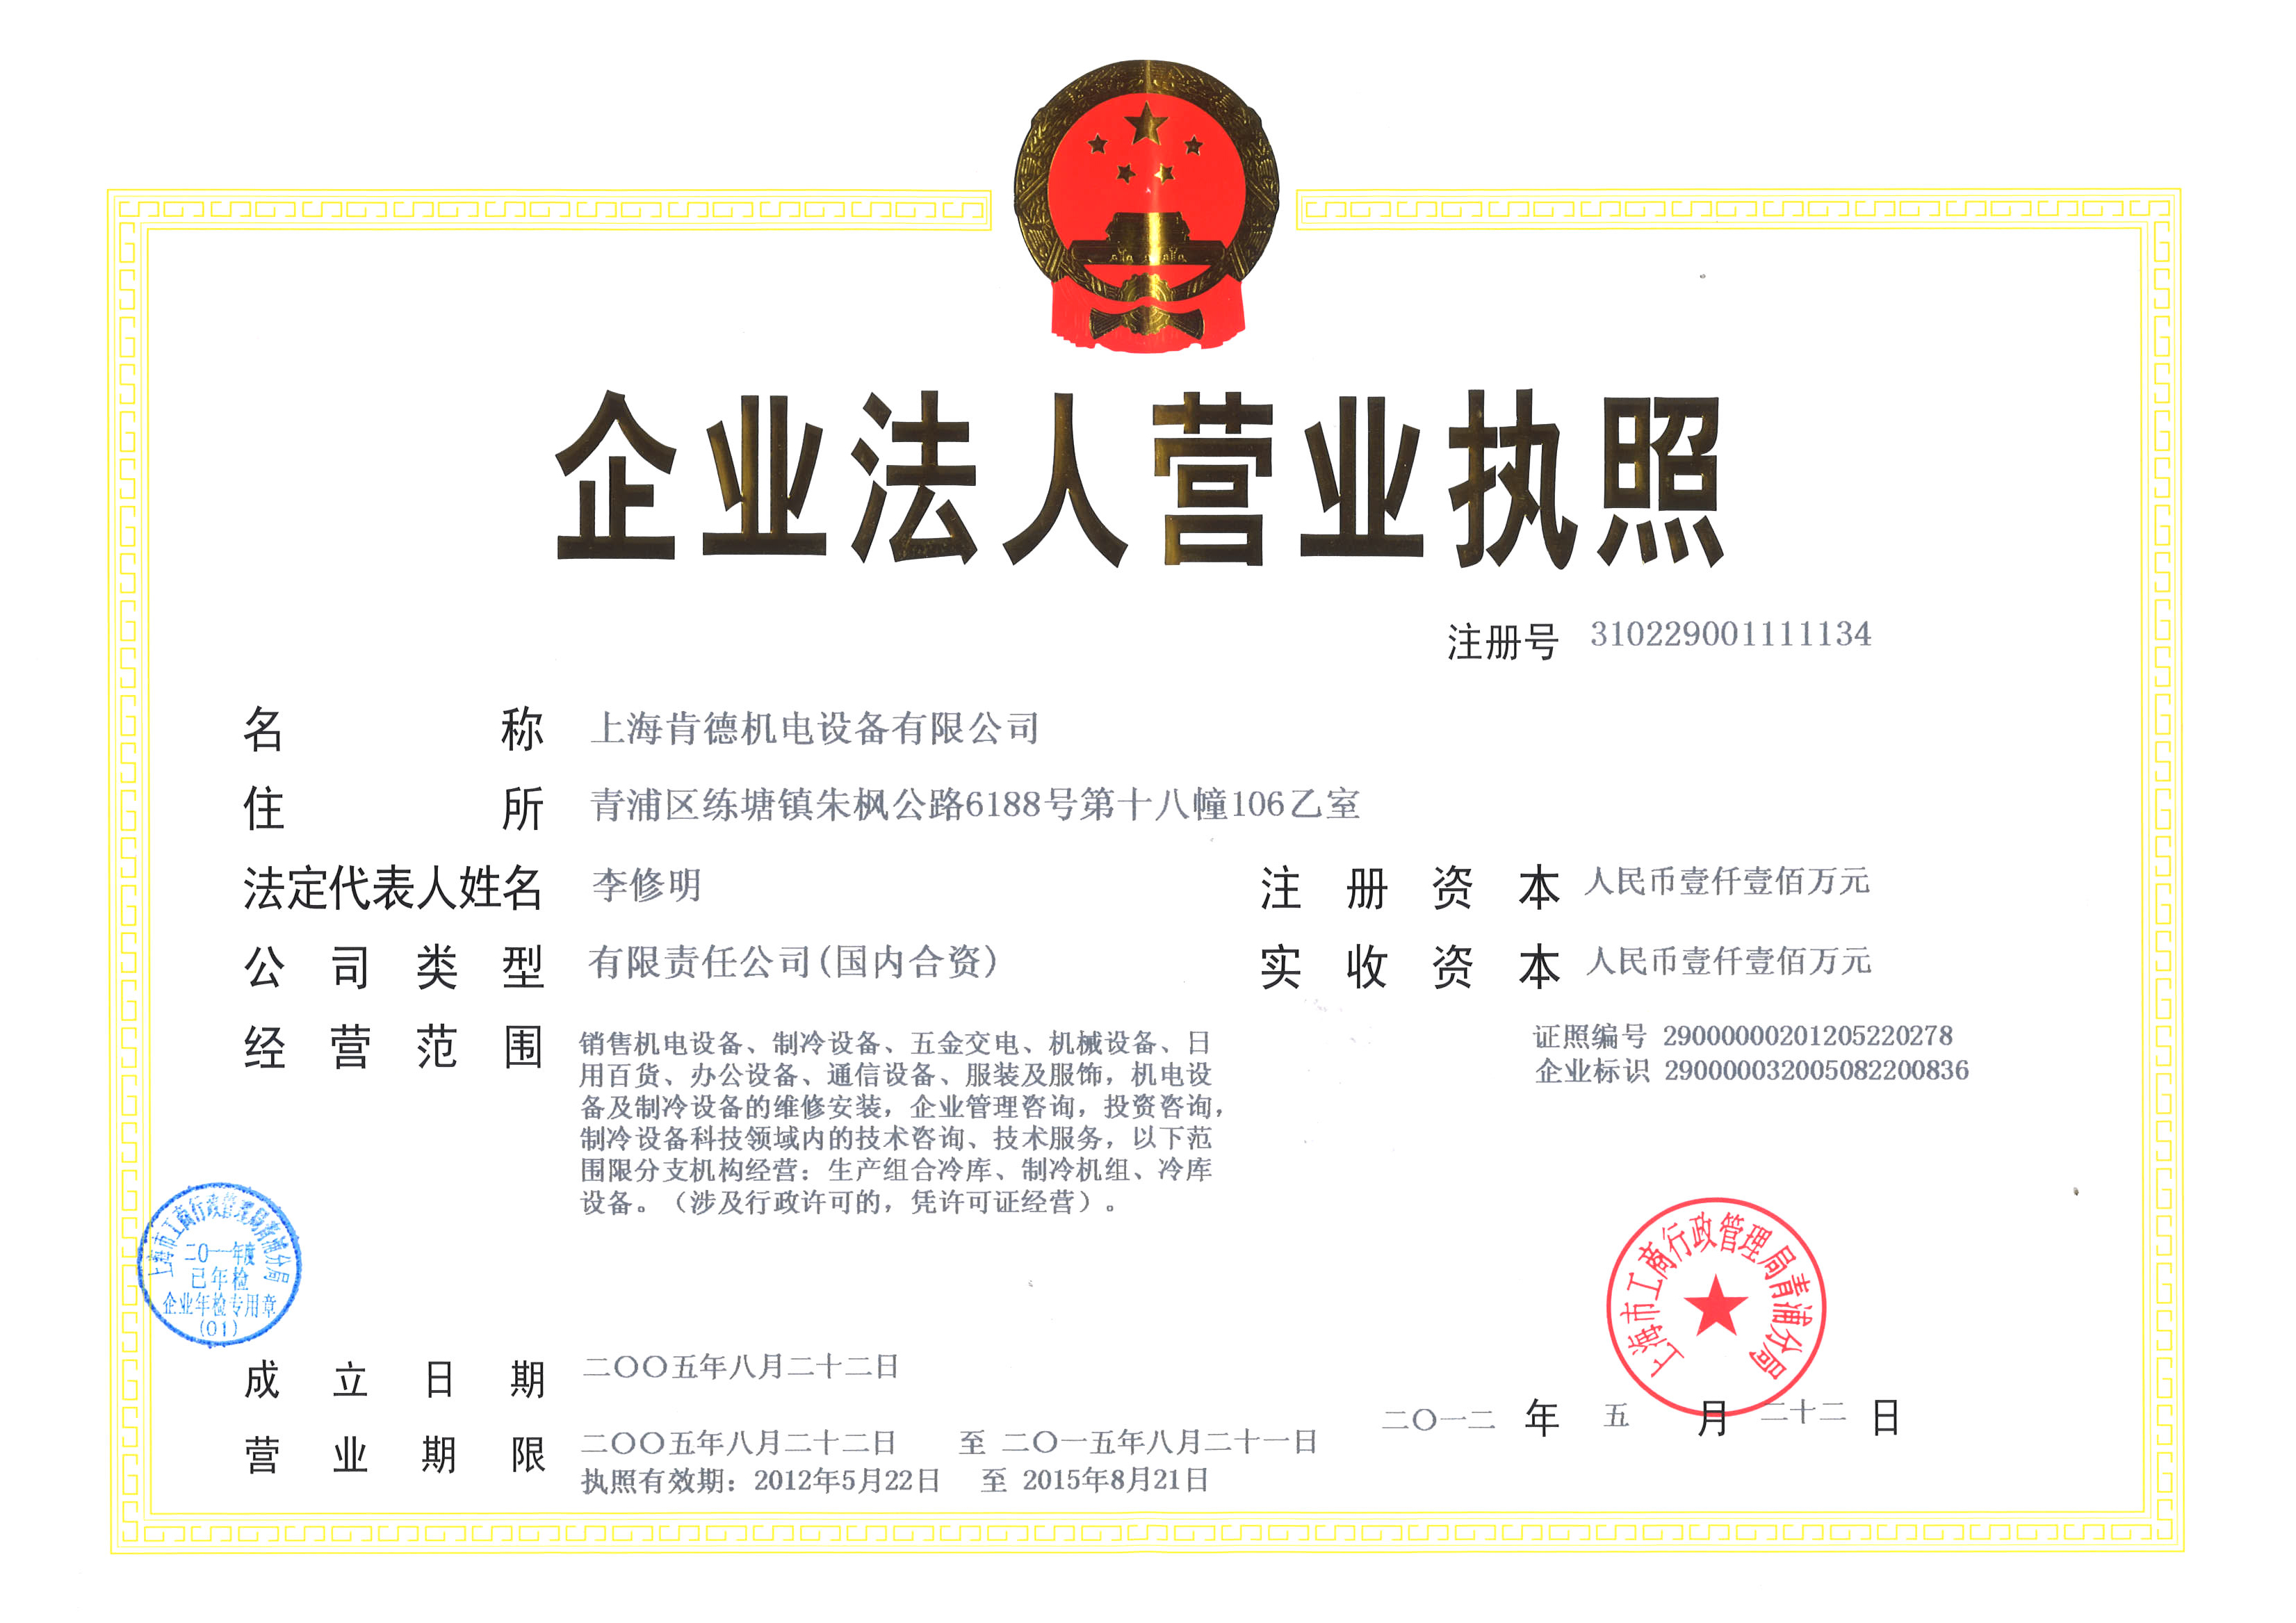 企业法人营业执照
注册号 310229001111134
名称 上海肯德机电设备有限公司
住所 青浦区练塘镇朱枫公路6188号第十八幢106乙室
法定代表人姓名 李修明
注册资本 人民币壹仟壹佰万元
公司类型 有限责任公司(国内合资)
实收资本 人民币壹仟壹佰万元
经营范围 销售机电设备、制冷设备、五金交电、机械设备、日
用百货、办公设备、通信设备、服装及服饰，机电设
备及制冷设备的维修安装，企业管理咨询，投资咨询，
制冷设备科技领域内的技术咨询、技术服务，以下范
围限分支机构经营：生产组合冷库、制冷机组、冷库
设备。（涉及行政许可的，凭许可证经营）。
证照编号 29000000201205220278
企业标识 290000032005082200836
上海市工商行政管理局青浦分局
二〇一一年度
已年检
企业年检专用章
(01)
上海市工商行政管理局青浦分局
成立日期 二〇〇五年八月二十二日
二〇一二 年 五 月 二十二 日
营业期限 二〇〇五年八月二十二日 至 二〇一五年八月二十一日
执照有效期：2012年5月22日 至 2015年8月21日